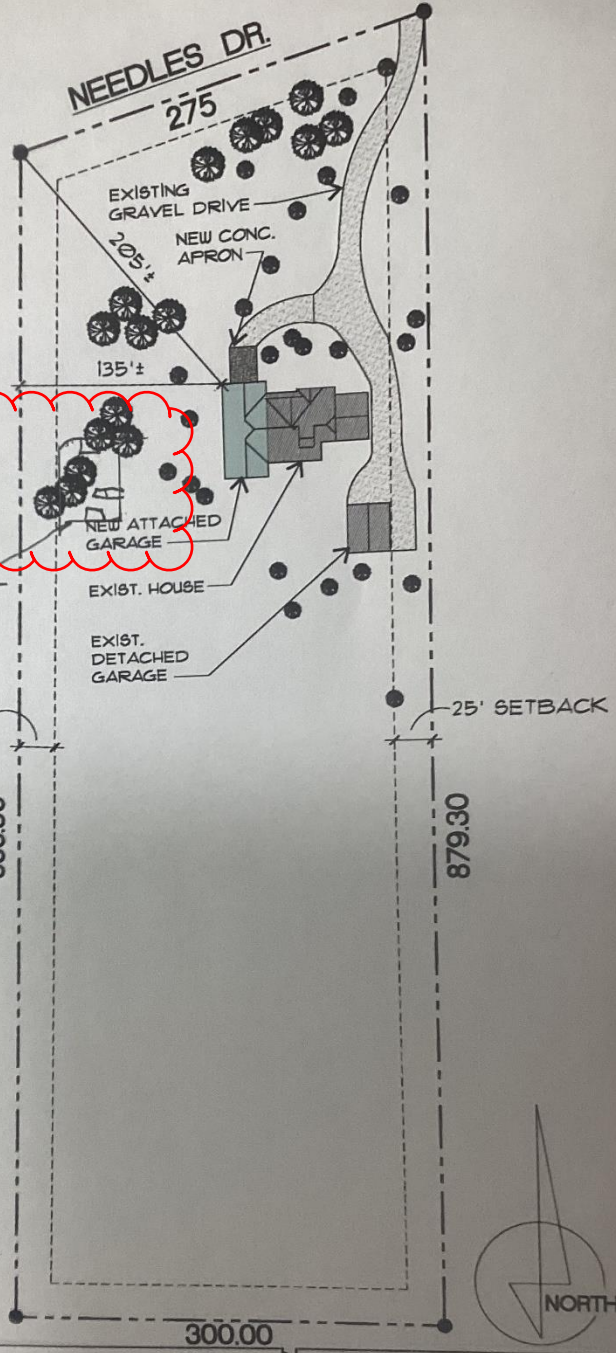 NEEDLES DR.
275
EXISTING
GRAVEL DRIVE
205'±
NEW CONC.
APRON
135'±
NEW ATTACHED
GARAGE
EXIST. HOUSE
EXIST.
DETACHED
GARAGE
25' SETBACK
879.30
NORTH
300.00